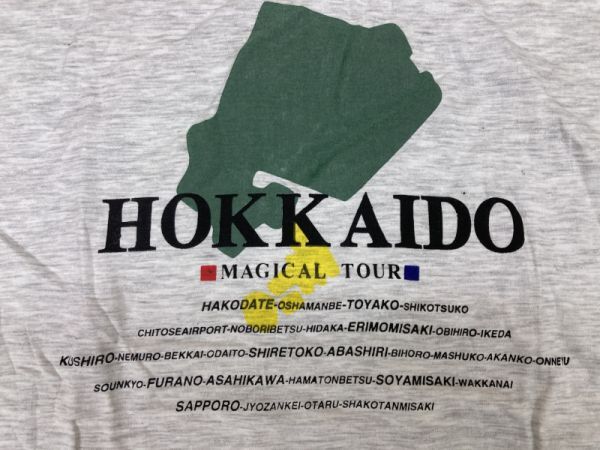 HOKKAIDO
MAGICAL TOUR
HAKODATE-OSHAMANBE-TOYAKO-SHIKOTSUKO
CHITOSEAIRPORT-NOBORIBETSU-HIDAKA-ERIMOMISAKI-OBIHIRO-IKEDA
KUSHIRO-NEMURO-BEKKAI-ODAITO-SHIRETOKO-ABASHIRI-BIHORO-MASHUKO-AKANKO-ONNETU
SOUNKYO-FURANO-ASAHIKAWA-HAMATONBETSU-SOYAMISAKI-WAKKANAI
SAPPORO-JYOZANKEI-OTARU-SHAKOTANMISAKI